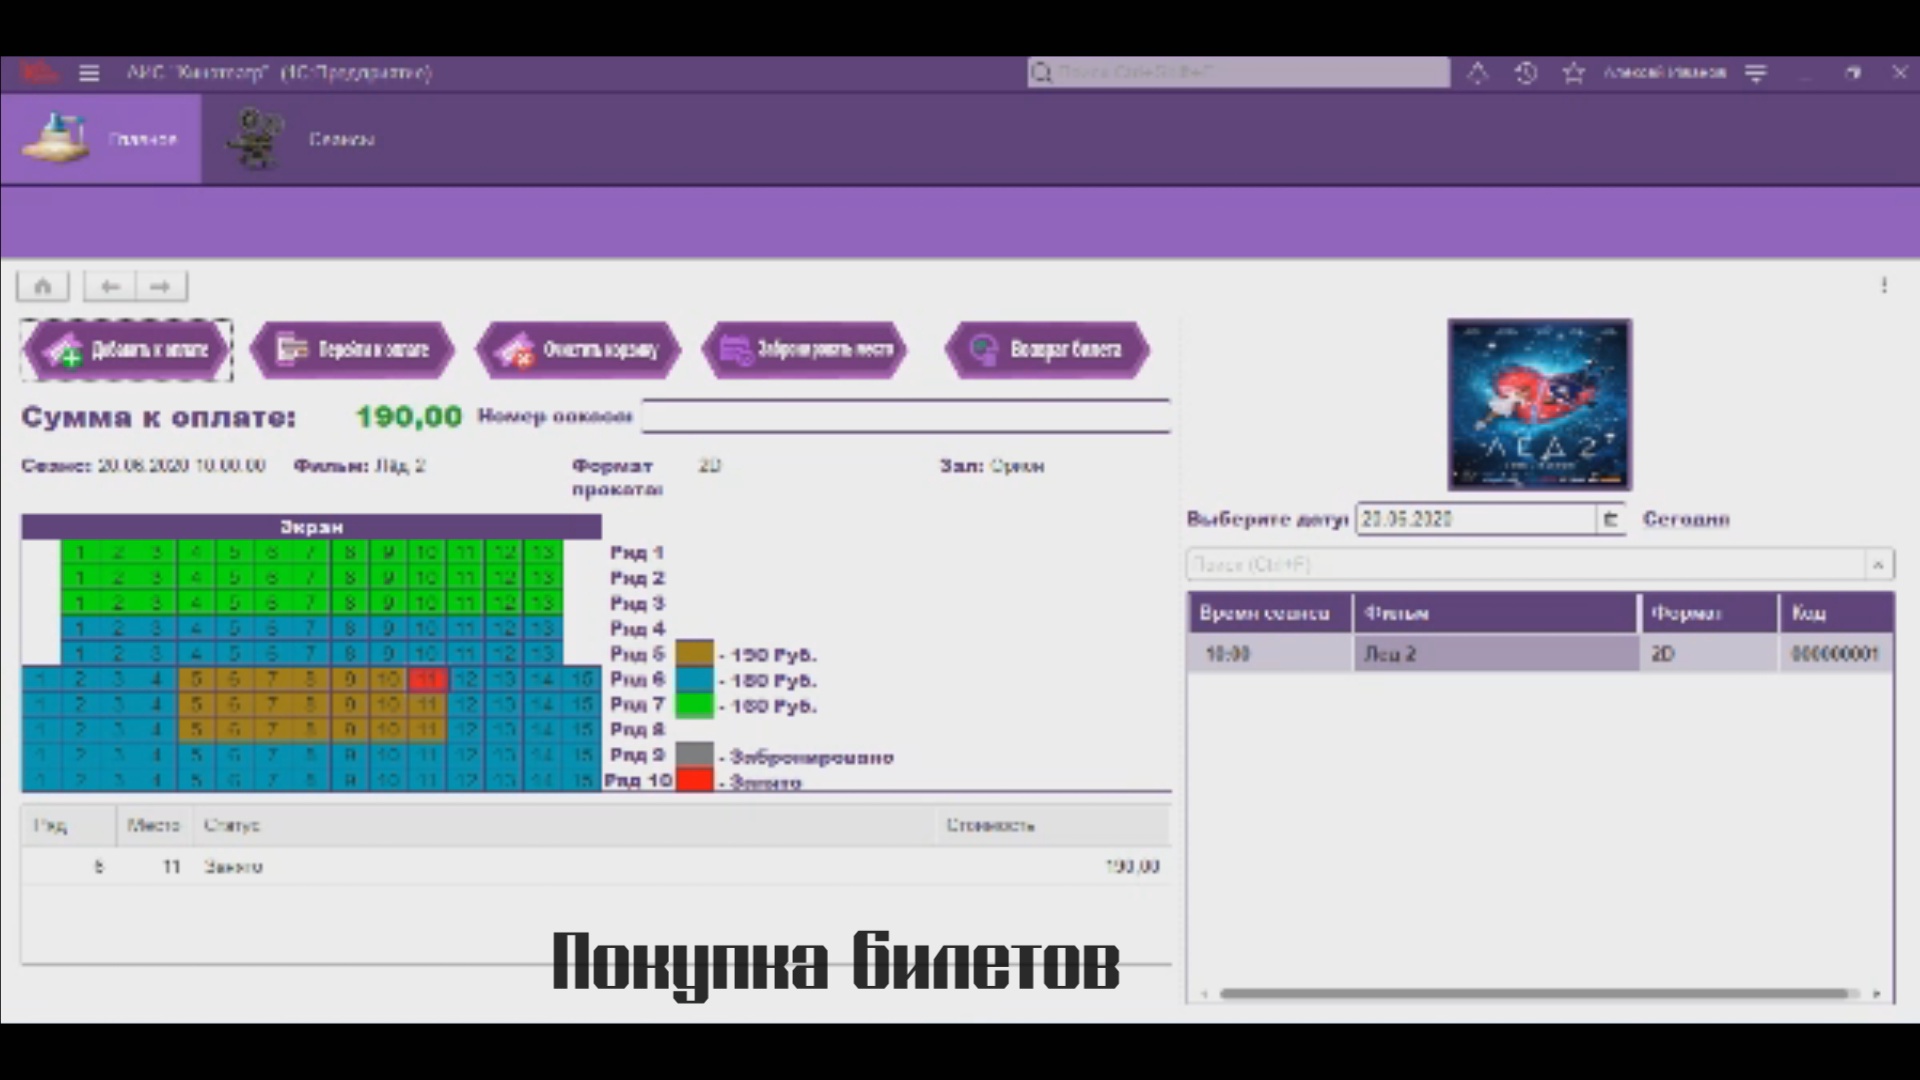 АИС "Кинотеатр" (1С:Предприятие)
Алексей Иванов
Главное
Сеансы
Добавить к оплате
Перейти к оплате
Очистить корзину
Забронировать место
Возврат билета
Сумма к оплате: 190,00
Номер заказа:
Сеанс: 20.06.2020 10:00:00 Фильм: Лёд 2 Формат проката: 2D Зал: Орион
Экран
1 2 3 4 5 6 7 8 9 10 11 12 13 Ряд 1
1 2 3 4 5 6 7 8 9 10 11 12 13 Ряд 2
1 2 3 4 5 6 7 8 9 10 11 12 13 Ряд 3
1 2 3 4 5 6 7 8 9 10 11 12 13 Ряд 4
1 2 3 4 5 6 7 8 9 10 11 12 13 Ряд 5 - 190 Руб.
1 2 3 4 5 6 7 8 9 10 11 12 13 14 15 Ряд 6 - 180 Руб.
1 2 3 4 5 6 7 8 9 10 11 12 13 14 15 Ряд 7 - 160 Руб.
1 2 3 4 5 6 7 8 9 10 11 12 13 14 15 Ряд 8
1 2 3 4 5 6 7 8 9 10 11 12 13 14 15 Ряд 9 - Забронировано
1 2 3 4 5 6 7 8 9 10 11 12 13 14 15 Ряд 10 - Занято
Ряд Место Статус Стоимость
6 11 Занято 190,00
ЛЁД 2
Выберите дату: 20.06.2020 Сегодня
Поиск (Ctrl+F)
Время сеанса Фильм Формат Код
10:00 Лед 2 2D 000000001
Покупка билетов